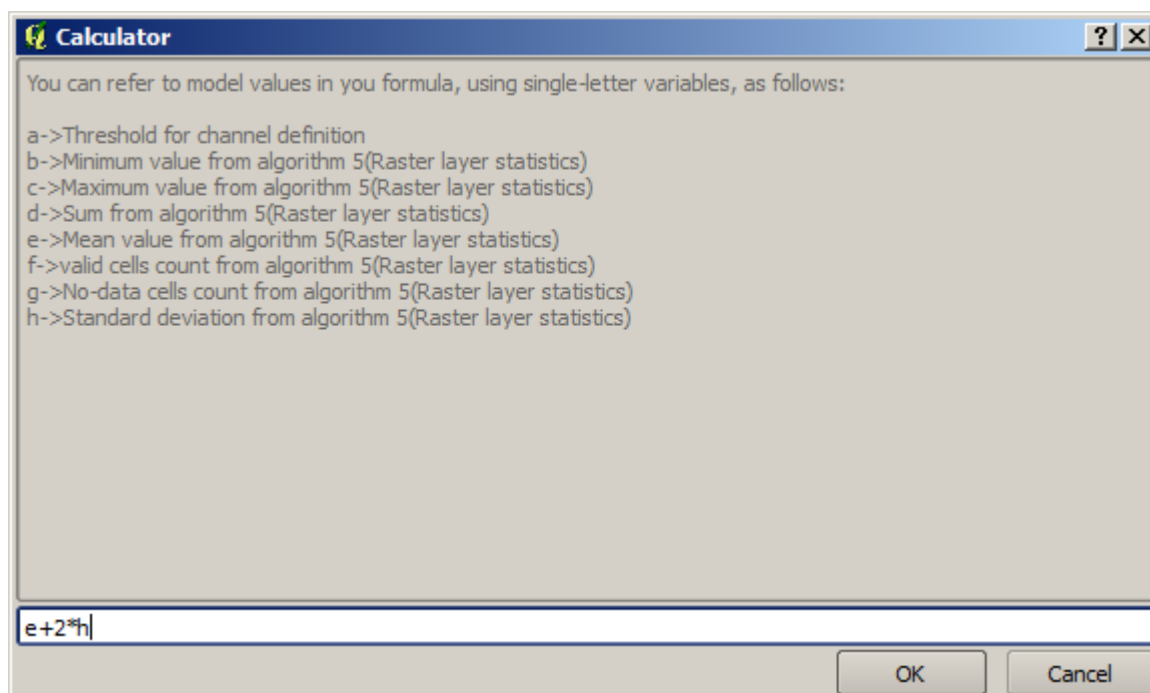 Calculator
You can refer to model values in you formula, using single-letter variables, as follows:
a->Threshold for channel definition
b->Minimum value from algorithm 5(Raster layer statistics)
c->Maximum value from algorithm 5(Raster layer statistics)
d->Sum from algorithm 5(Raster layer statistics)
e->Mean value from algorithm 5(Raster layer statistics)
f->valid cells count from algorithm 5(Raster layer statistics)
g->No-data cells count from algorithm 5(Raster layer statistics)
h->Standard deviation from algorithm 5(Raster layer statistics)
e+2*h
OK Cancel